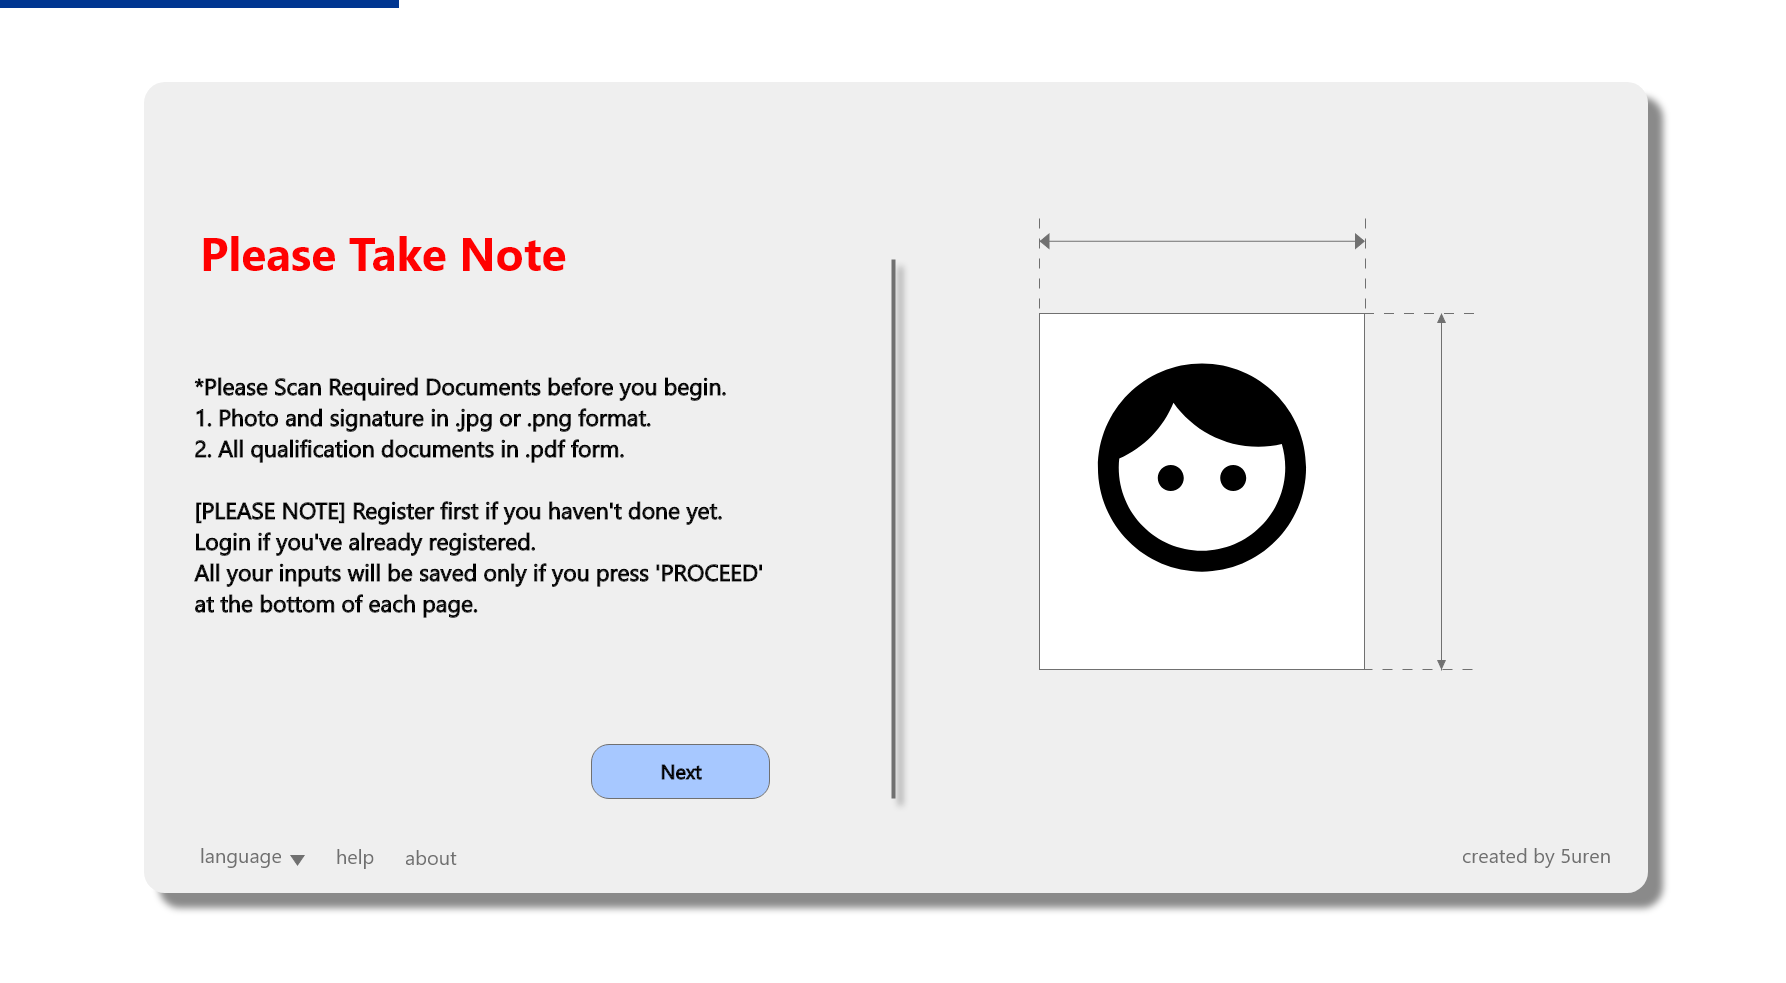 Please Take Note
*Please Scan Required Documents before you begin.
1. Photo and signature in .jpg or .png format.
2. All qualification documents in .pdf form.
[PLEASE NOTE] Register first if you haven't done yet.
Login if you've already registered.
All your inputs will be saved only if you press 'PROCEED'
at the bottom of each page.
Next
language
help
about
created by 5uren